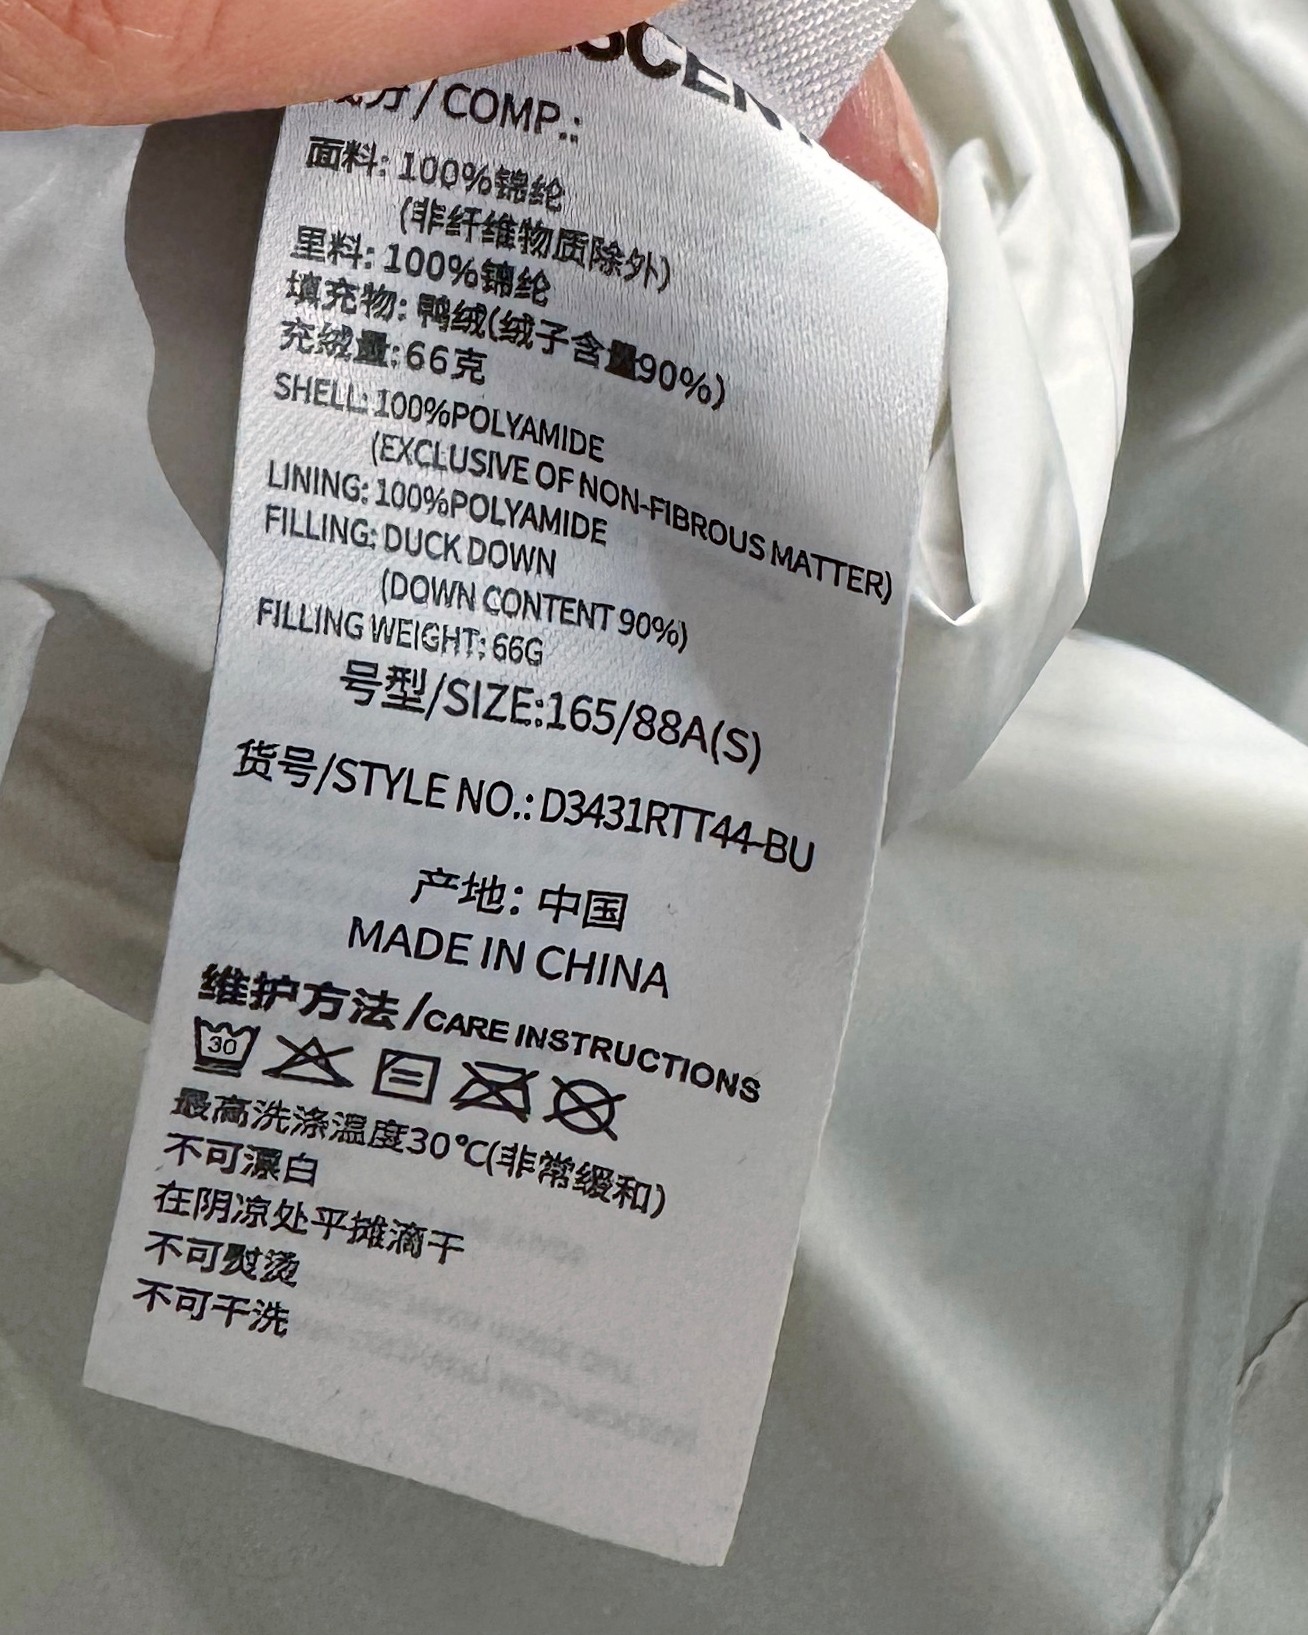 成分/COMP.:
面料: 100%锦纶
(非纤维物质除外)
里料: 100%锦纶
填充物: 鸭绒(绒子含量90%)
充绒量:66克
SHELL: 100%POLYAMIDE
(EXCLUSIVE OF NON-FIBROUS MATTER)
LINING: 100%POLYAMIDE
FILLING: DUCK DOWN
(DOWN CONTENT 90%)
FILLING WEIGHT: 66G
号型/SIZE:165/88A(S)
货号/STYLE NO.: D3431RTT44-BU
产地: 中国
MADE IN CHINA
维护方法/CARE INSTRUCTIONS
30
最高洗涤温度30℃(非常缓和)
不可漂白
在阴凉处平摊滴干
不可熨烫
不可干洗